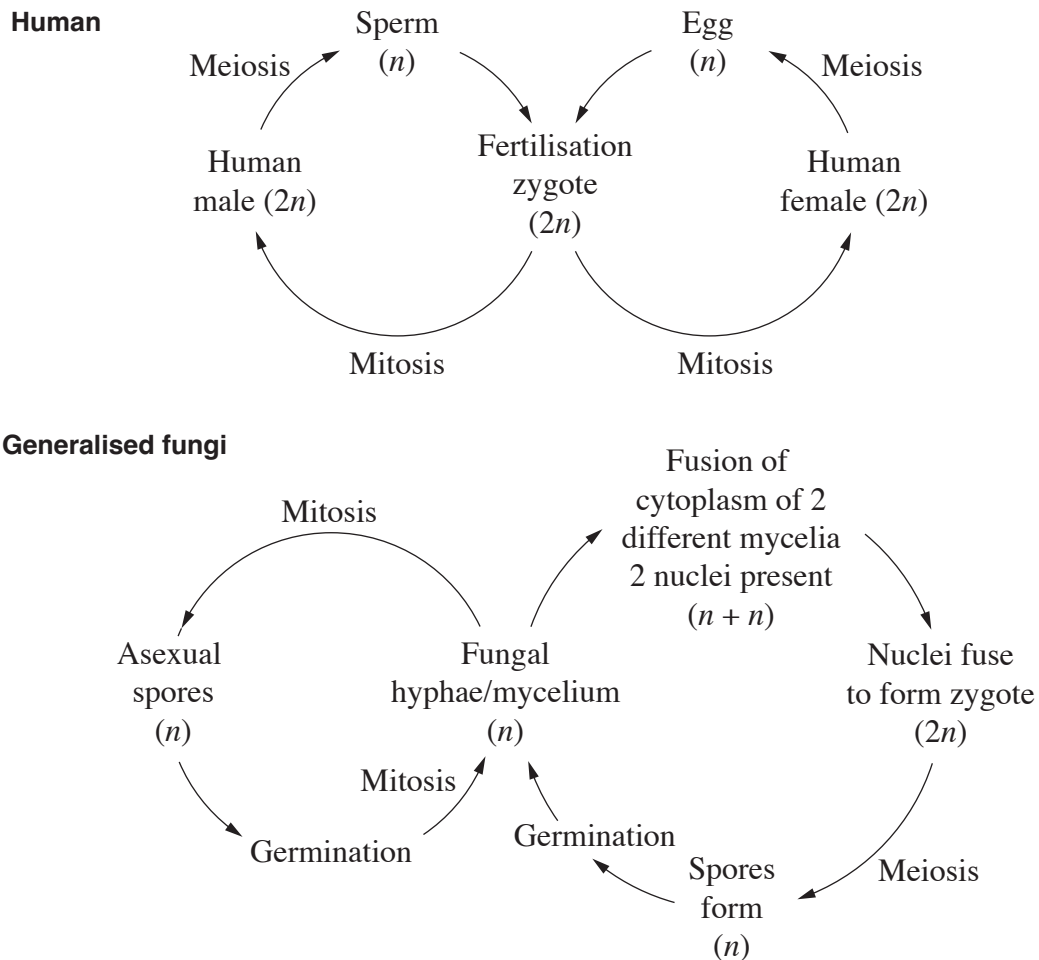 Human
Sperm
(n)
Egg
(n)
Meiosis
Meiosis
Human
male (2n)
Fertilisation
zygote
(2n)
Human
female (2n)
Mitosis
Mitosis
Generalised fungi
Mitosis
Fusion of
cytoplasm of 2
different mycelia
2 nuclei present
(n + n)
Asexual
spores
(n)
Fungal
hyphae/mycelium
(n)
Nuclei fuse
to form zygote
(2n)
Mitosis
Germination
Germination
Spores
form
(n)
Meiosis